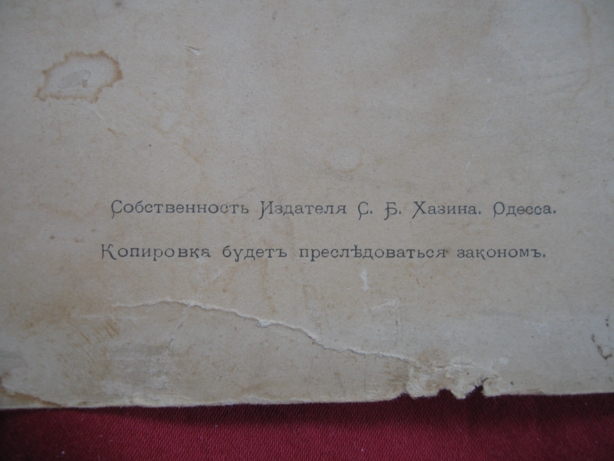 Собственность Издателя С. Б. Хазина. Одесса.
Копировка будетъ преслѣдоваться закономъ.